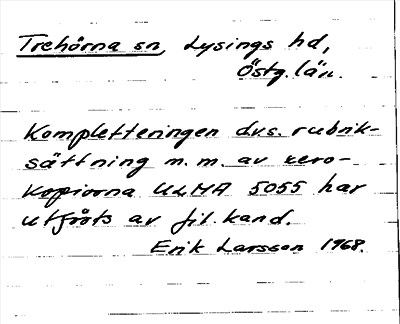 Trehörna sn, Lysings hd,
Östg. län.
Kompletteringen dvs. rubrik-
sättning m.m. av xero-
kopiorna ULMA 5055 har
utförts av fil. kand.
Erik Larsson 1968.